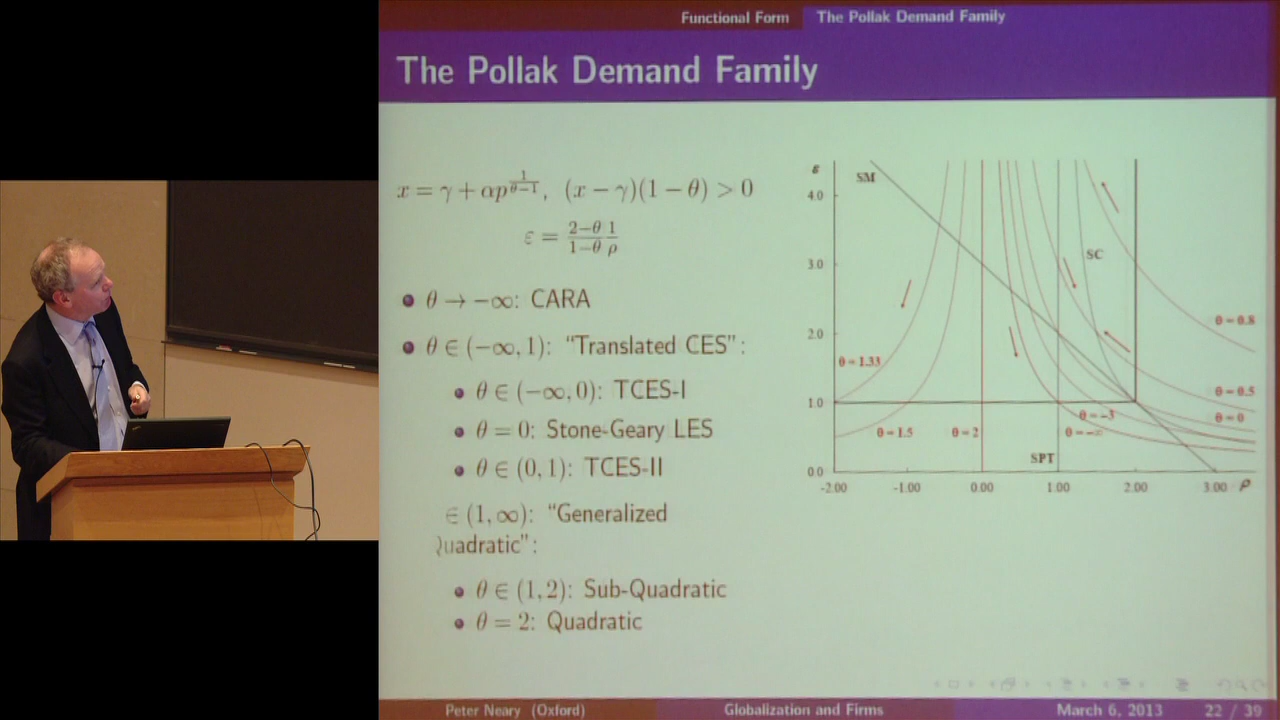 Functional Form The Pollak Demand Family
The Pollak Demand Family
x = γ + αp^{1/(θ−1)}, (x − γ)(1 − θ) > 0
ε = \frac{2−θ}{1−θ} \frac{1}{ρ}
θ → −∞: CARA
θ ∈ (−∞, 1): “Translated CES”:
θ ∈ (−∞, 0): TCES-I
θ = 0: Stone-Geary LES
θ ∈ (0, 1): TCES-II
∈ (1, ∞): “Generalized
Quadratic”:
θ ∈ (1, 2): Sub-Quadratic
θ = 2: Quadratic
ε
SM
4.0
SC
3.0
θ = 0.8
2.0
θ = 1.33
θ = 0.5
1.0
θ = −3
θ = 0
θ = 1.5 θ = 2 θ = −∞
SPT
0.0
-2.00 -1.00 0.00 1.00 2.00 3.00 ρ
Peter Neary (Oxford) Globalization and Firms March 6, 2013 22 / 39